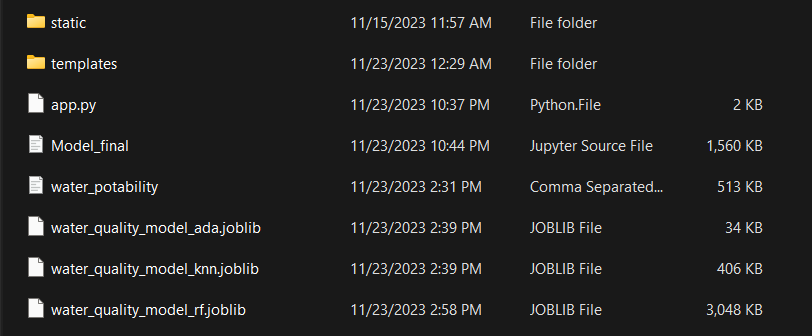 static 11/15/2023 11:57 AM File folder
templates 11/23/2023 12:29 AM File folder
app.py 11/23/2023 10:37 PM Python.File 2 KB
Model_final 11/23/2023 10:44 PM Jupyter Source File 1,560 KB
water_potability 11/23/2023 2:31 PM Comma Separated... 513 KB
water_quality_model_ada.joblib 11/23/2023 2:39 PM JOBLIB File 34 KB
water_quality_model_knn.joblib 11/23/2023 2:39 PM JOBLIB File 406 KB
water_quality_model_rf.joblib 11/23/2023 2:58 PM JOBLIB File 3,048 KB